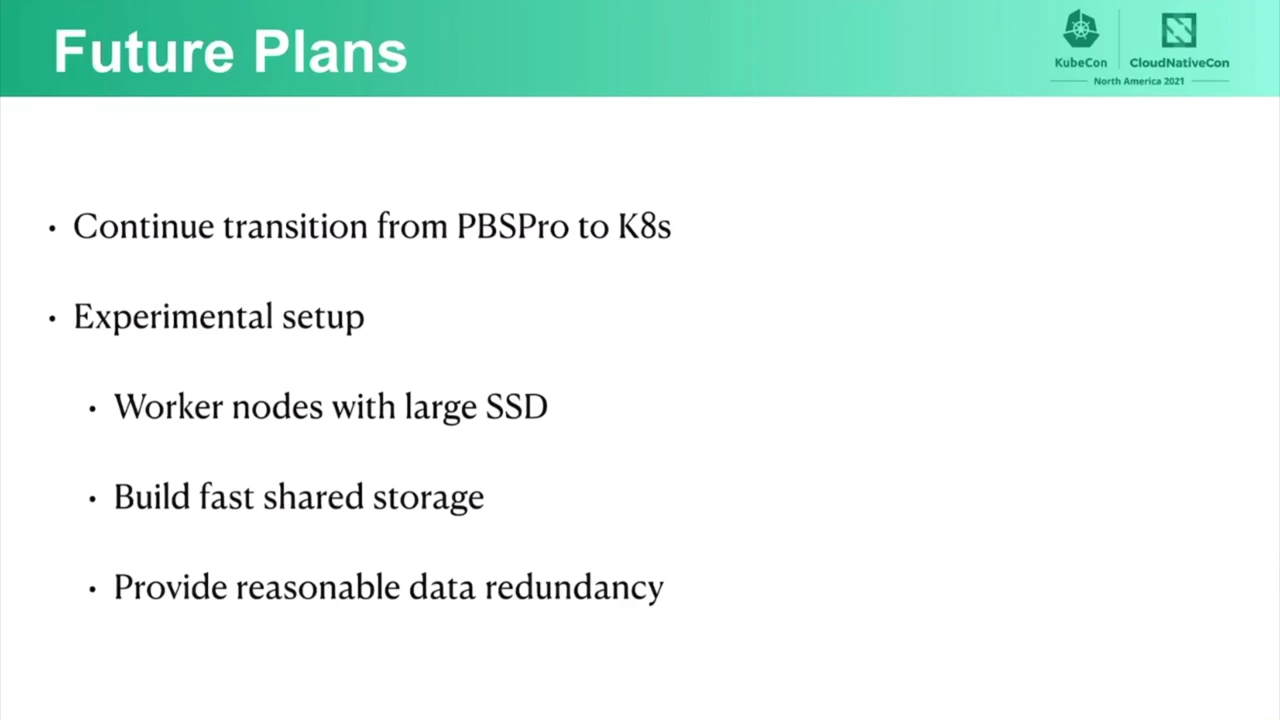 Future Plans
KubeCon
CloudNativeCon
North America 2021
• Continue transition from PBSPro to K8s
• Experimental setup
• Worker nodes with large SSD
• Build fast shared storage
• Provide reasonable data redundancy